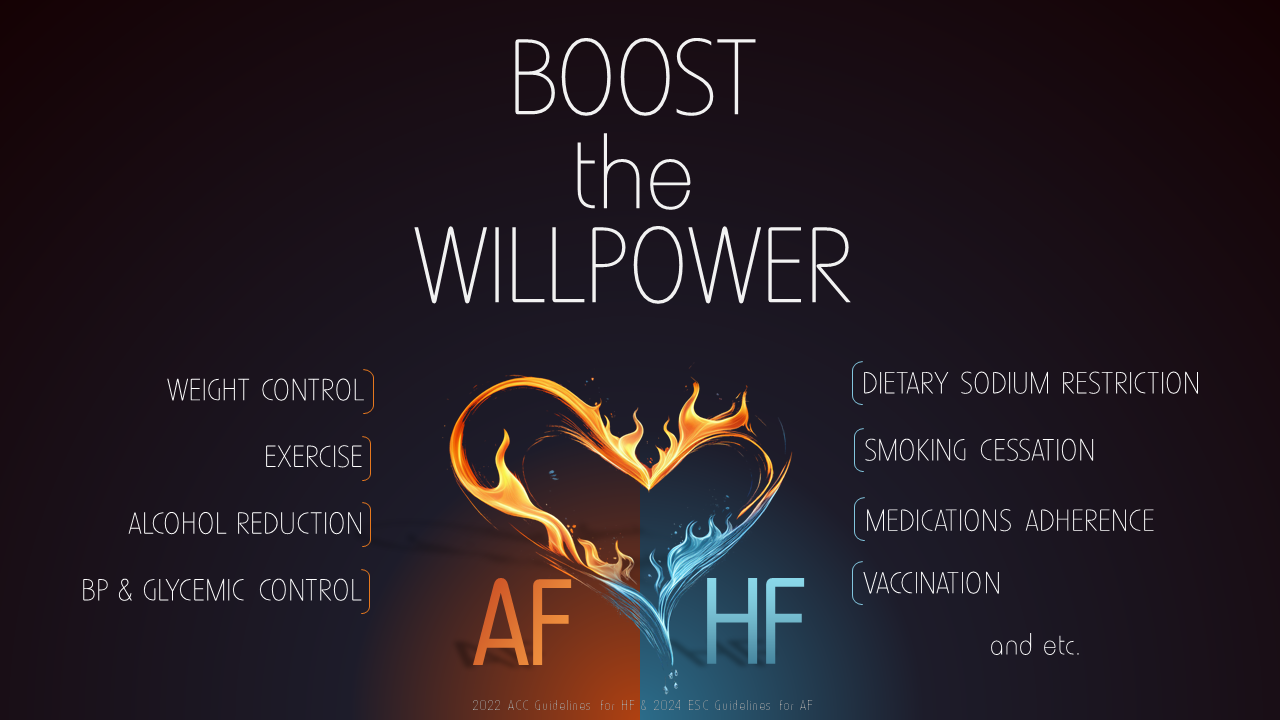 BOOST
the
WILLPOWER
WEIGHT CONTROL
EXERCISE
ALCOHOL REDUCTION
BP & GLYCEMIC CONTROL
DIETARY SODIUM RESTRICTION
SMOKING CESSATION
MEDICATIONS ADHERENCE
VACCINATION
and etc.
AF
HF
2022 ACC Guidelines for HF & 2024 ESC Guidelines for AF